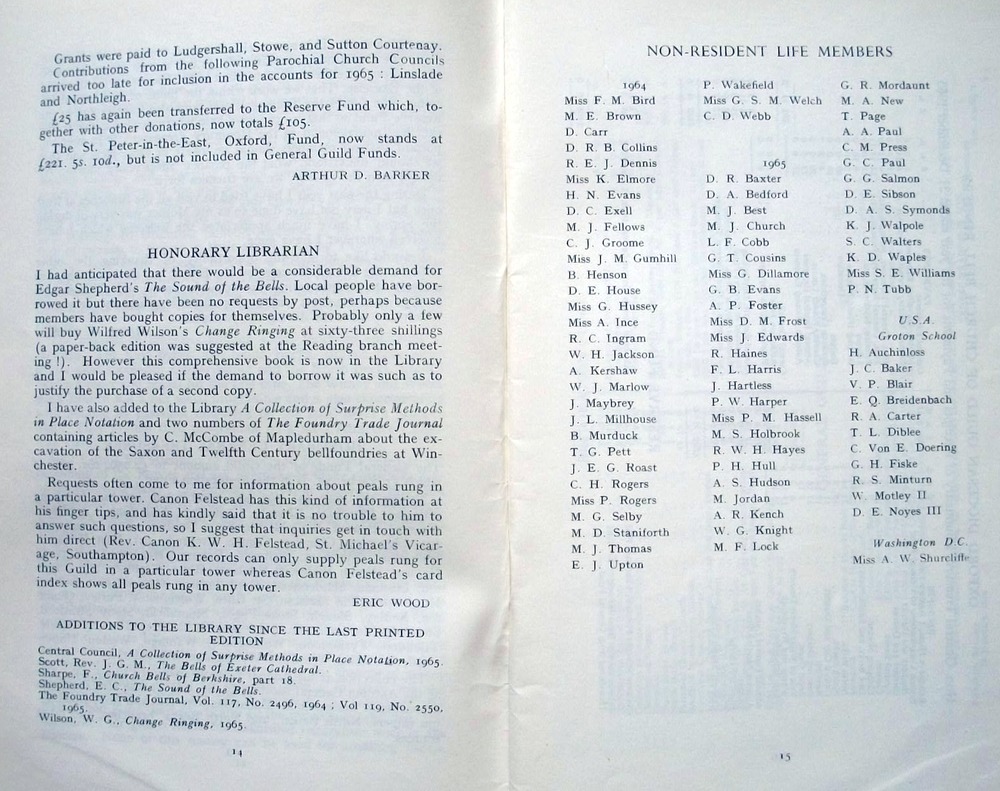 Grants were paid to Ludgershall, Stowe, and Sutton Courtenay.
Contributions from the following Parochial Church Councils
arrived too late for inclusion in the accounts for 1965 : Linslade
and Northleigh.
£25 has again been transferred to the Reserve Fund which, to-
gether with other donations, now totals £105.
The St. Peter-in-the-East, Oxford, Fund, now stands at
£221. 5s. 10d., but is not included in General Guild Funds.
ARTHUR D. BARKER
HONORARY LIBRARIAN
I had anticipated that there would be a considerable demand for
Edgar Shepherd's The Sound of the Bells. Local people have bor-
rowed it but there have been no requests by post, perhaps because
members have bought copies for themselves. Probably only a few
will buy Wilfred Wilson's Change Ringing at sixty-three shillings
(a paper-back edition was suggested at the Reading branch meet-
ing !). However this comprehensive book is now in the Library
and I would be pleased if the demand to borrow it was such as to
justify the purchase of a second copy.
I have also added to the Library A Collection of Surprise Methods
in Place Notation and two numbers of The Foundry Trade Journal
containing articles by C. McCombe of Mapledurham about the ex-
cavation of the Saxon and Twelfth Century bellfoundries at Win-
chester.
Requests often come to me for information about peals rung in
a particular tower. Canon Felstead has this kind of information at
his finger tips, and has kindly said that it is no trouble to him to
answer such questions, so I suggest that inquiries get in touch with
him direct (Rev. Canon K. W. H. Felstead, St. Michael's Vicar-
age, Southampton). Our records can only supply peals rung for
this Guild in a particular tower whereas Canon Felstead's card
index shows all peals rung in any tower.
ERIC WOOD
ADDITIONS TO THE LIBRARY SINCE THE LAST PRINTED
EDITION
Central Council, A Collection of Surprise Methods in Place Notation, 1965.
Scott, Rev. J. G. M., The Bells of Exeter Cathedral.
Sharpe, F., Church Bells of Berkshire, part 18.
Shepherd, E. C., The Sound of the Bells.
The Foundry Trade Journal, Vol. 117, No. 2496, 1964 ; Vol 119, No. 2550,
1965.
Wilson, W. G., Change Ringing, 1965.
14
NON-RESIDENT LIFE MEMBERS
1964
Miss F. M. Bird
M. E. Brown
D. Carr
D. R. B. Collins
R. E. J. Dennis
Miss K. Elmore
H. N. Evans
D. C. Exell
M. J. Fellows
C. J. Groome
Miss J. M. Gumhill
B. Henson
D. E. House
Miss G. Hussey
Miss A. Ince
R. C. Ingram
W. H. Jackson
A. Kershaw
W. J. Marlow
J. Maybrey
J. L. Millhouse
B. Murduck
T. G. Pett
J. E. G. Roast
C. H. Rogers
Miss P. Rogers
M. G. Selby
M. D. Staniforth
M. J. Thomas
E. J. Upton
P. Wakefield
Miss G. S. M. Welch
C. D. Webb
1965
D. R. Baxter
D. A. Bedford
M. J. Best
M. J. Church
L. F. Cobb
G. T. Cousins
Miss G. Dillamore
G. B. Evans
A. P. Foster
Miss D. M. Frost
Miss J. Edwards
R. Haines
F. L. Harris
J. Hartless
P. W. Harper
Miss P. M. Hassell
M. S. Holbrook
R. W. H. Hayes
P. H. Hull
A. S. Hudson
M. Jordan
A. R. Kench
W. G. Knight
M. F. Lock
G. R. Mordaunt
M. A. New
T. Page
A. A. Paul
C. M. Press
G. C. Paul
G. G. Salmon
D. E. Sibson
D. A. S. Symonds
K. J. Walpole
S. C. Walters
K. D. Waples
Miss S. E. Williams
P. N. Tubb
U.S.A.
Groton School
H. Auchinloss
J. C. Baker
V. P. Blair
E. Q. Breidenbach
R. A. Carter
T. L. Diblee
C. Von E. Doering
G. H. Fiske
R. S. Minturn
W. Motley II
D. E. Noyes III
Washington D.C.
Miss A. W. Shurcliffe
15